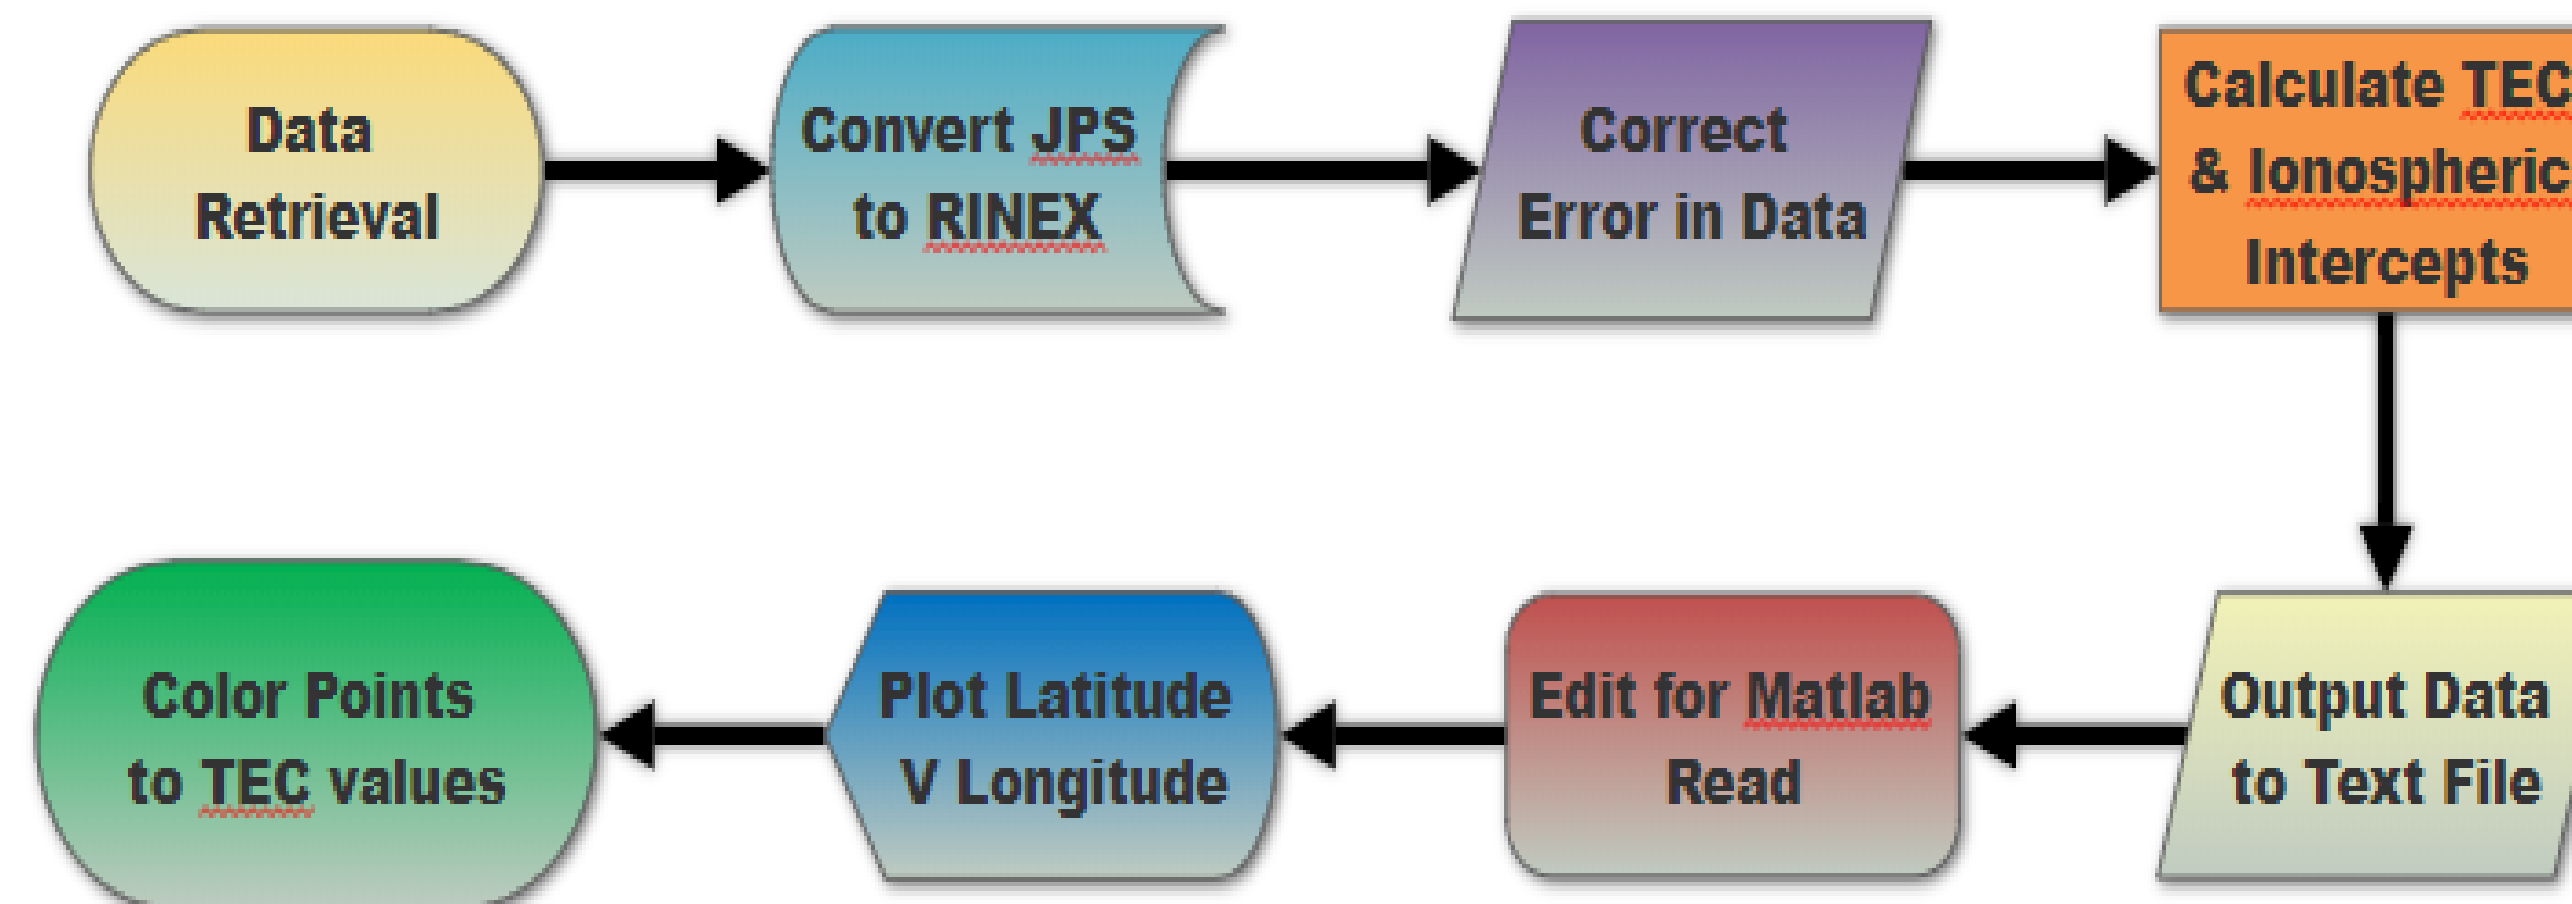 Data
Retrieval
Convert JPS
to RINEX
Correct
Error in Data
Calculate TEC
& Ionospheric
Intercepts
Output Data
to Text File
Edit for Matlab
Read
Plot Latitude
V Longitude
Color Points
to TEC values